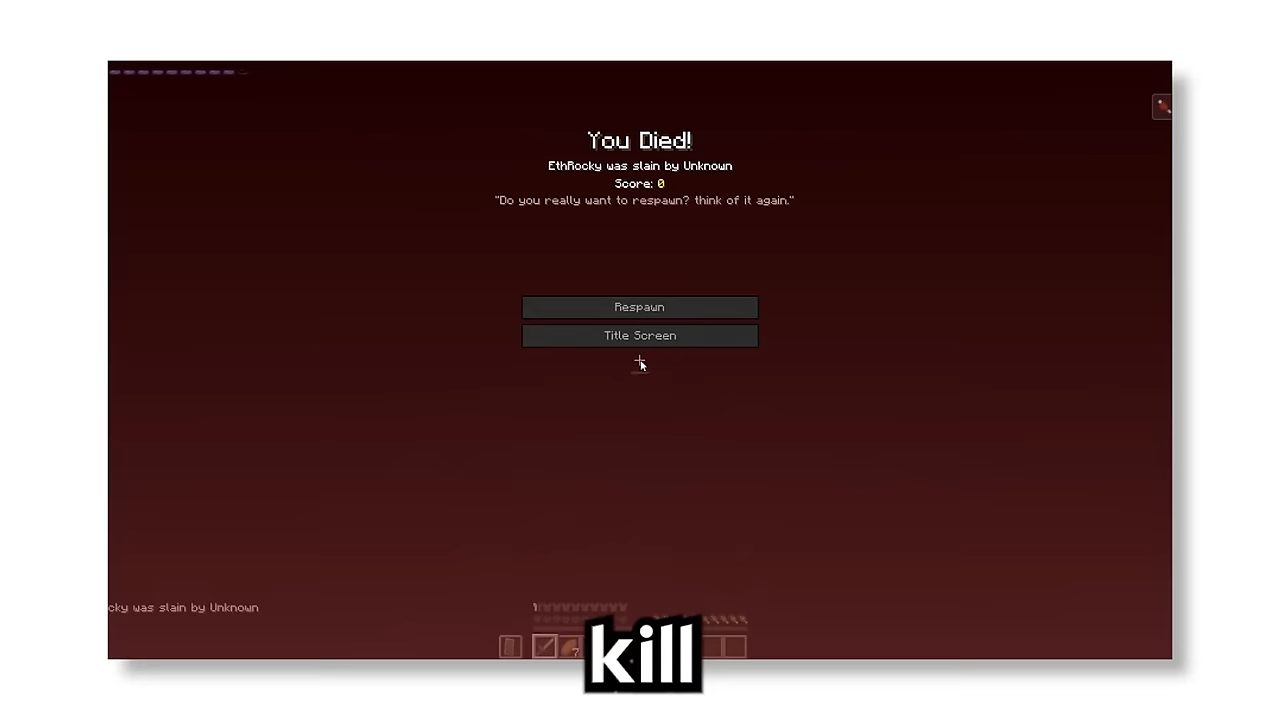 You Died!
EthRocky was slain by Unknown
Score: 0
"Do you really want to respawn? think of it again."
Respawn
Title Screen
cky was slain by Unknown
7
kill